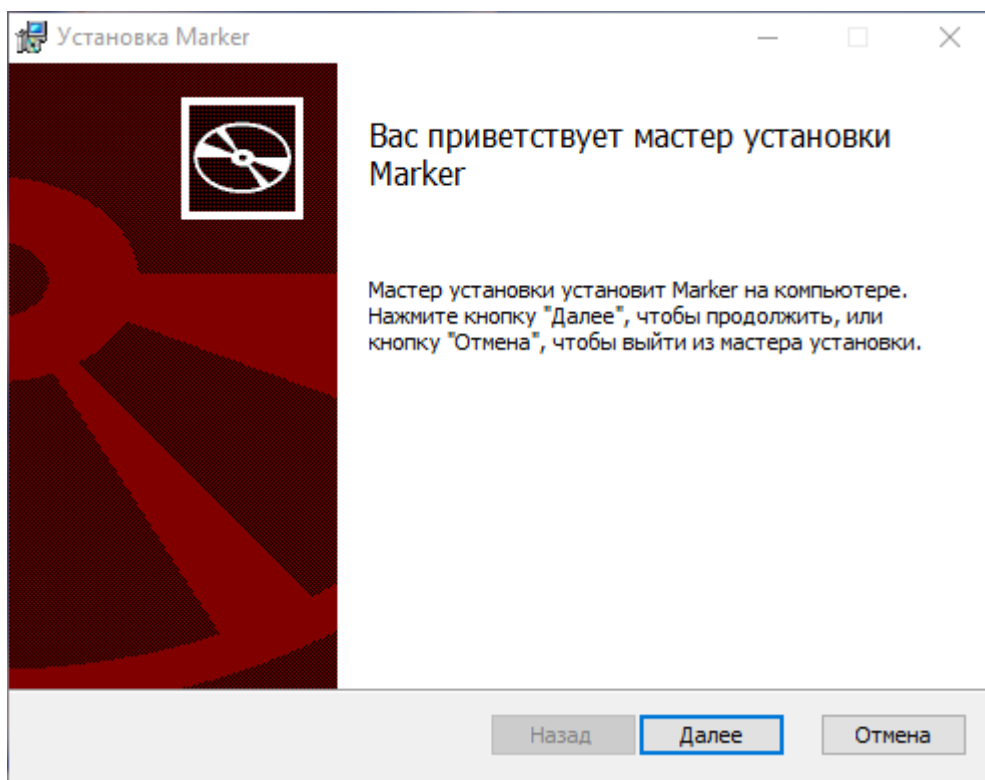 Установка Marker
Вас приветствует мастер установки
Marker
Мастер установки установит Marker на компьютере.
Нажмите кнопку "Далее", чтобы продолжить, или
кнопку "Отмена", чтобы выйти из мастера установки.
Назад Далее Отмена